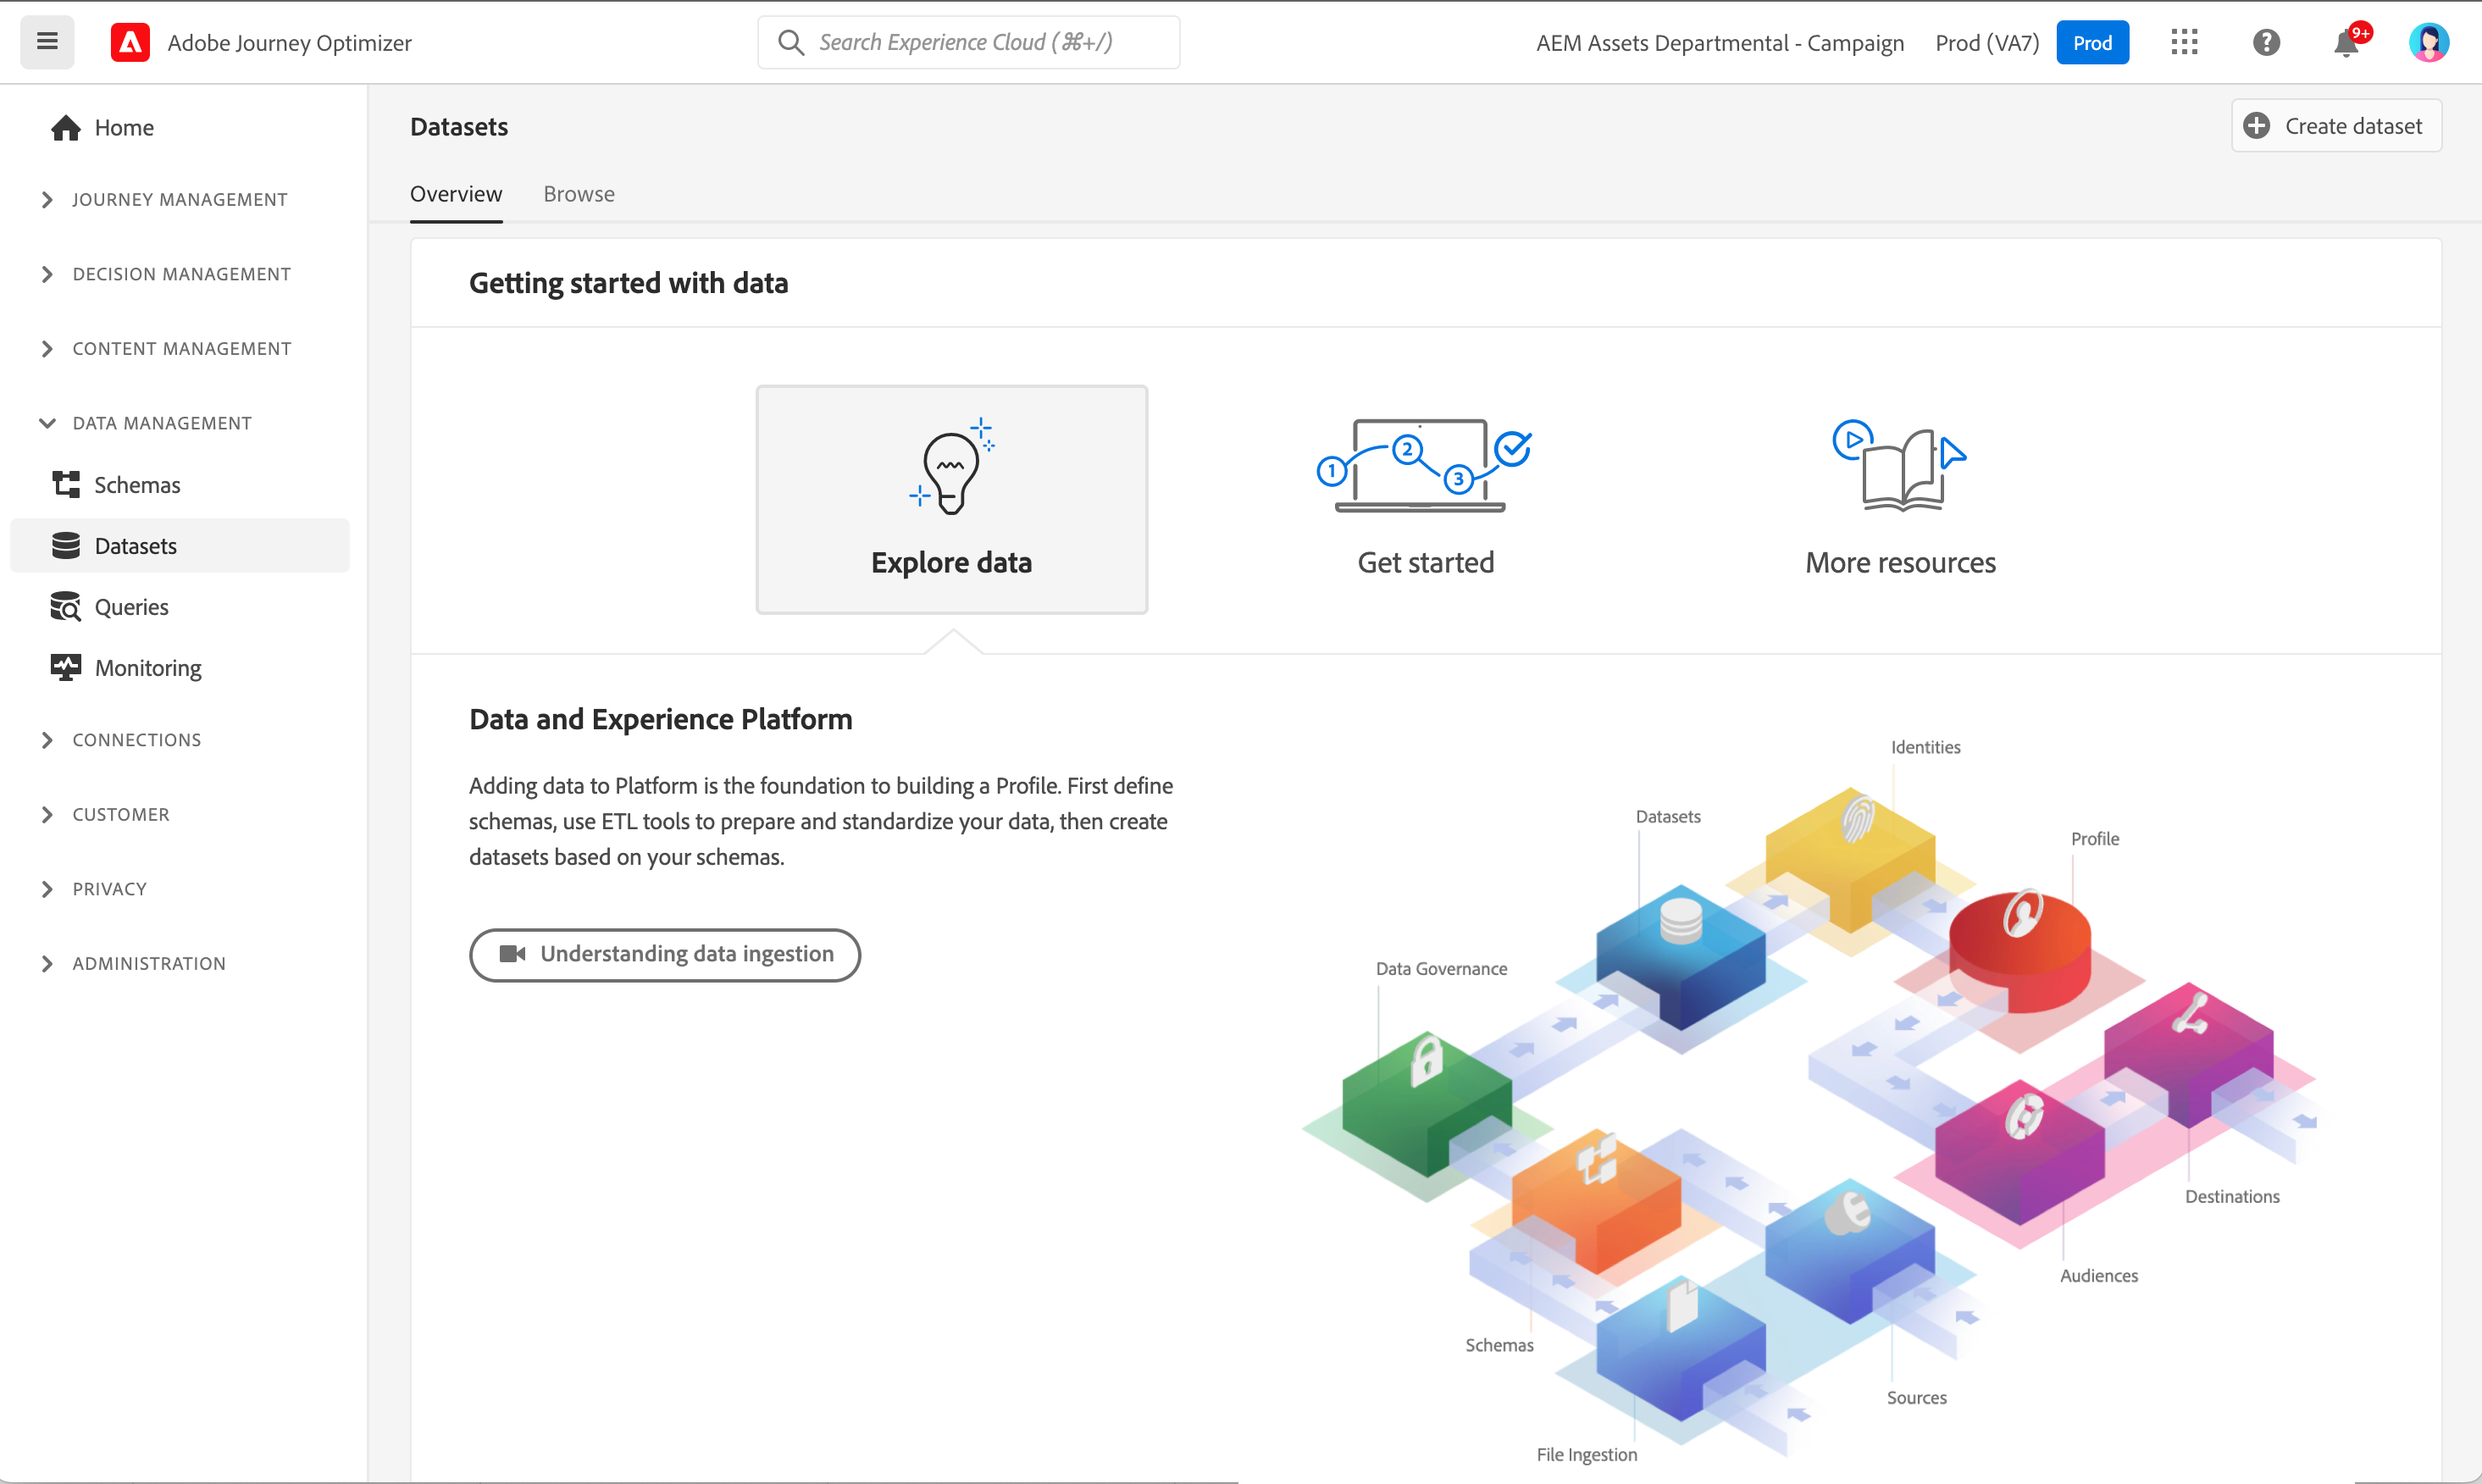 Adobe Journey Optimizer
Search Experience Cloud (⌘+/)
AEM Assets Departmental - Campaign
Prod (VA7)
Prod
9+
Home
JOURNEY MANAGEMENT
DECISION MANAGEMENT
CONTENT MANAGEMENT
DATA MANAGEMENT
Schemas
Datasets
Queries
Monitoring
CONNECTIONS
CUSTOMER
PRIVACY
ADMINISTRATION
Datasets
Create dataset
Overview
Browse
Getting started with data
Explore data
1
2
3
Get started
More resources
Data and Experience Platform
Adding data to Platform is the foundation to building a Profile. First define
schemas, use ETL tools to prepare and standardize your data, then create
datasets based on your schemas.
Understanding data ingestion
Identities
Datasets
Profile
Data Governance
Destinations
Audiences
Schemas
Sources
File Ingestion